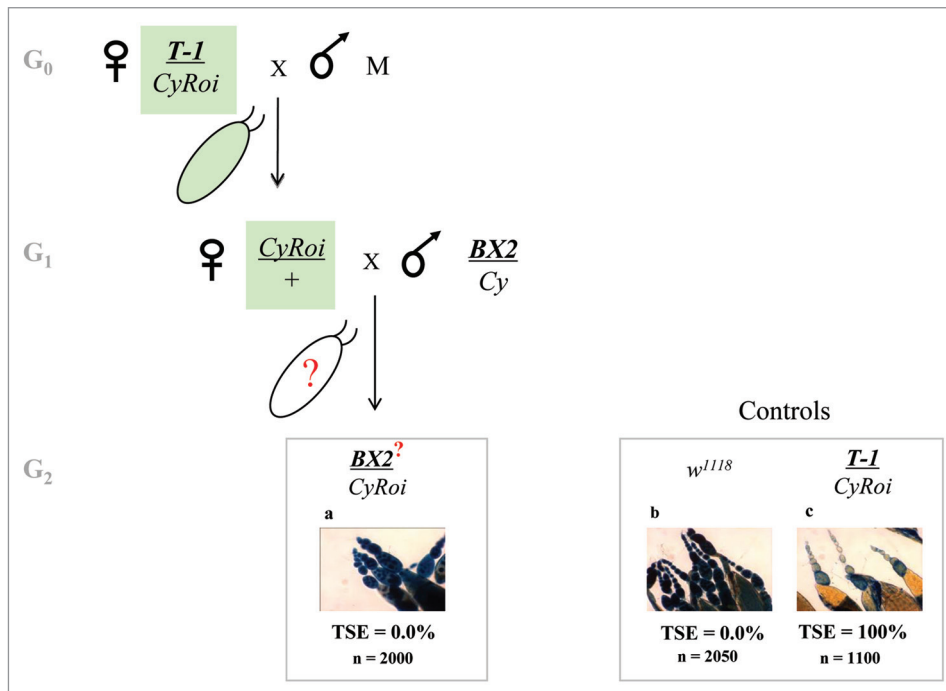 G0
T-1
CyRoi
X
M
G1
CyRoi
+
X
BX2
Cy
?
Controls
G2
BX2?
CyRoi
a
TSE = 0.0%
n = 2000
w1118
b
TSE = 0.0%
n = 2050
T-1
CyRoi
c
TSE = 100%
n = 1100